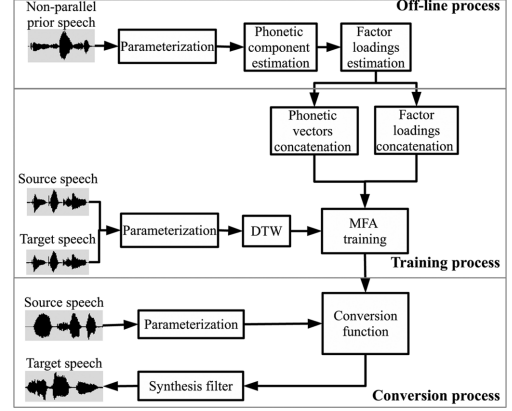 Non-parallel
prior speech
Off-line process
Parameterization
Phonetic
component
estimation
Factor
loadings
estimation
Phonetic
vectors
concatenation
Factor
loadings
concatenation
Source speech
Target speech
Parameterization
DTW
MFA
training
Training process
Source speech
Parameterization
Conversion
function
Target speech
Synthesis filter
Conversion process